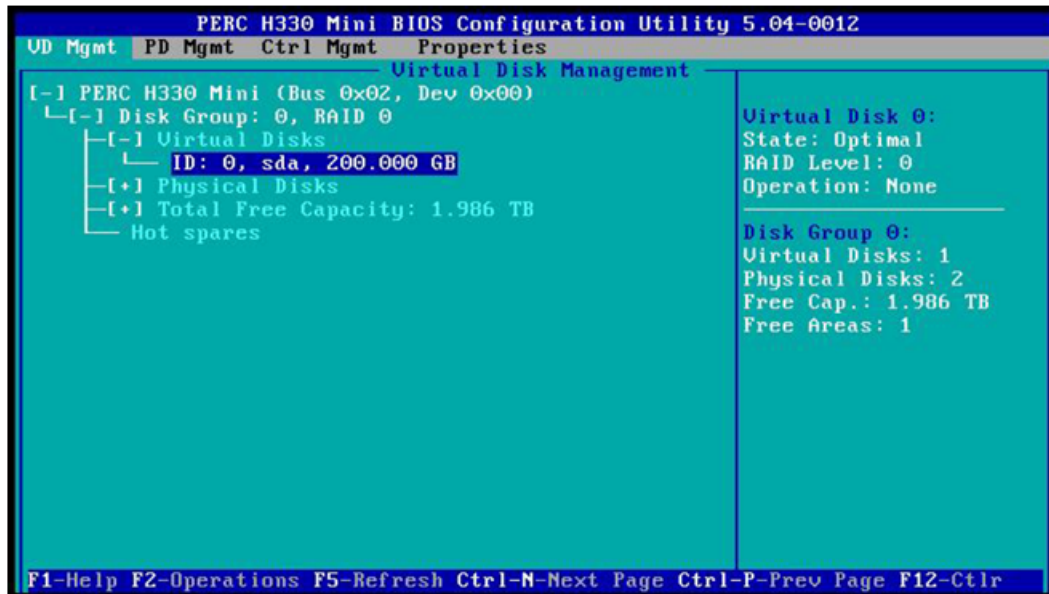 PERC H330 Mini BIOS Configuration Utility 5.04-0012
VD Mgmt PD Mgmt Ctrl Mgmt Properties
Virtual Disk Management
[-] PERC H330 Mini (Bus 0x02, Dev 0x00)
[-] Disk Group: 0, RAID 0
[-] Virtual Disks
ID: 0, sda, 200.000 GB
[+] Physical Disks
[+] Total Free Capacity: 1.986 TB
Hot spares
Virtual Disk 0:
State: Optimal
RAID Level: 0
Operation: None
Disk Group 0:
Virtual Disks: 1
Physical Disks: 2
Free Cap.: 1.986 TB
Free Areas: 1
F1-Help F2-Operations F5-Refresh Ctrl-N-Next Page Ctrl-P-Prev Page F12-Ctlr